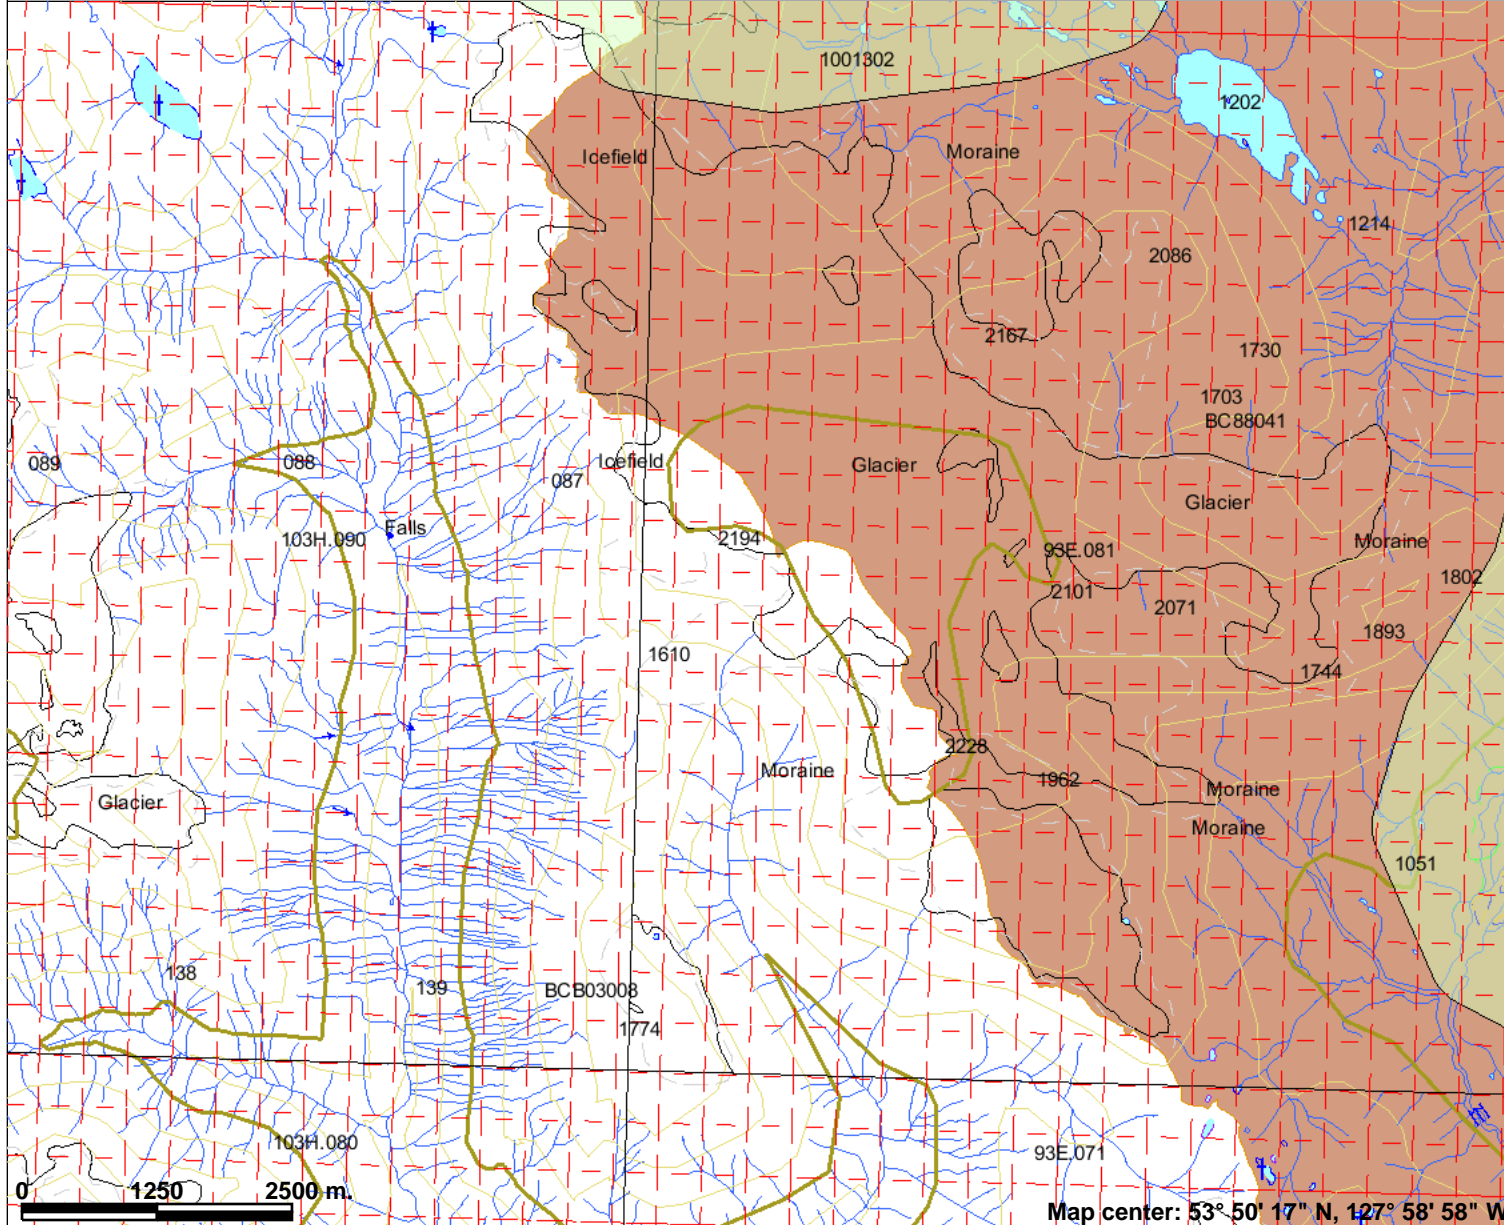 1001302
1202
Icefield
Moraine
1214
2086
2167
1730
1703
BC88041
089
088
Icefield
087
Glacier
Glacier
Falls
103H.090
2194
93E.081
Moraine
2101
2071
1802
1893
1610
1744
2228
Moraine
1962
Moraine
Glacier
Moraine
1051
138
139
BCB03008
1774
103H.080
93E.071
0 1250 2500 m.
Map center: 53° 50' 17" N, 127° 58' 58" W